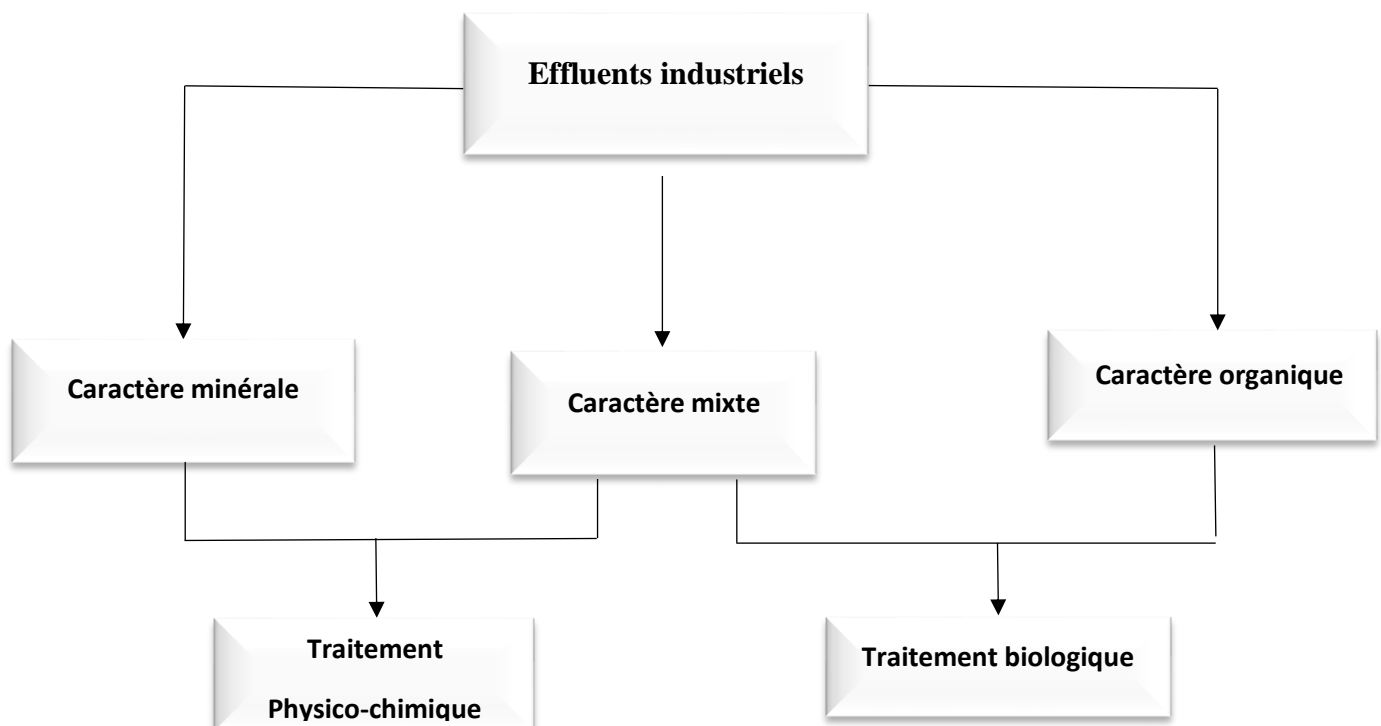 Effluents industriels
Caractère minérale
Caractère mixte
Caractère organique
Traitement
Physico-chimique
Traitement biologique